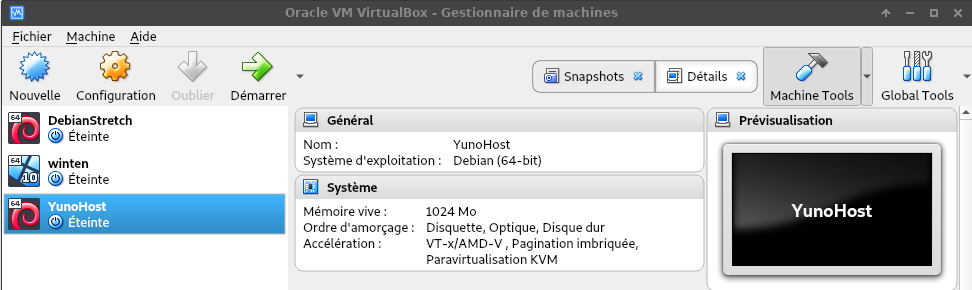 Oracle VM VirtualBox - Gestionnaire de machines
Fichier Machine Aide
Nouvelle Configuration Oublier Démarrer Snapshots Détails Machine Tools Global Tools
64 DebianStretch
Éteinte
64 winten
10 Éteinte
64 YunoHost
Éteinte
Général
Nom : YunoHost
Système d'exploitation : Debian (64-bit)
Système
Mémoire vive : 1024 Mo
Ordre d'amorçage : Disquette, Optique, Disque dur
Accélération : VT-x/AMD-V , Pagination imbriquée,
Paravirtualisation KVM
Prévisualisation
YunoHost